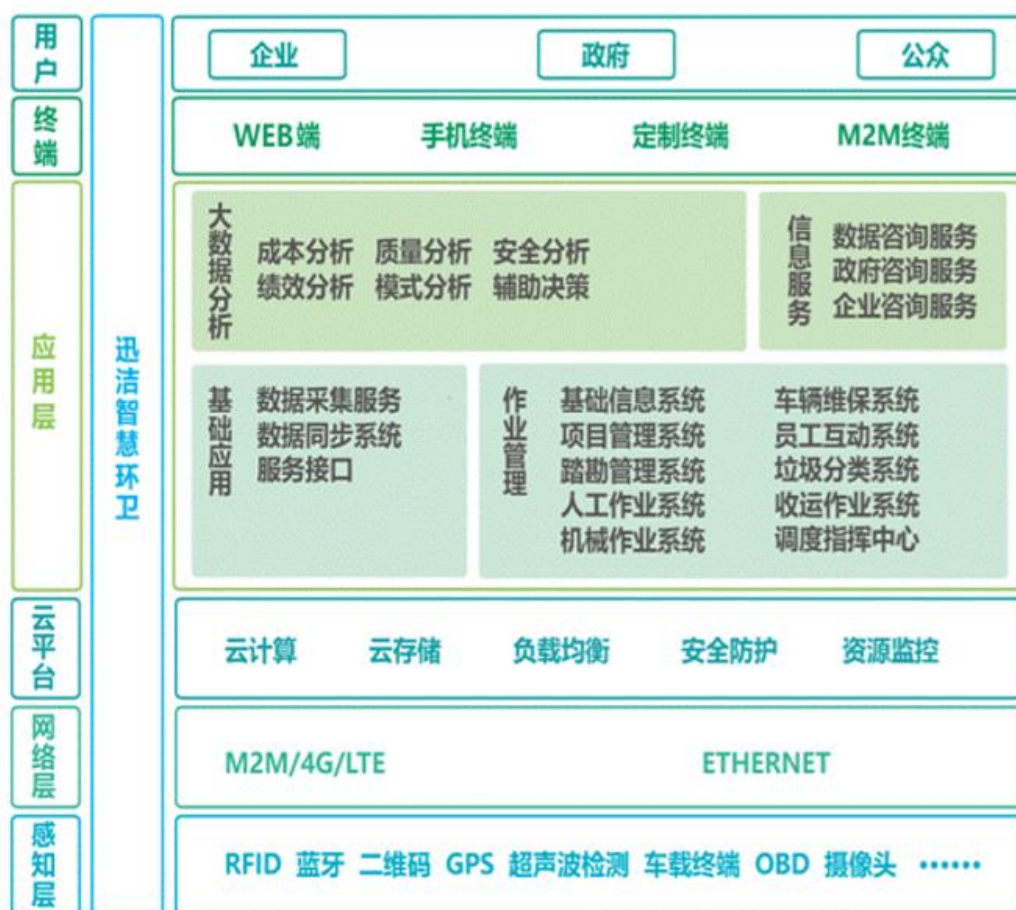 用户
企业 政府 公众
终端
WEB端 手机终端 定制终端 M2M终端
应用层
迅洁智慧环卫
大数据分析
成本分析 质量分析 安全分析
绩效分析 模式分析 辅助决策
信息服务
数据咨询服务
政府咨询服务
企业咨询服务
基础应用
数据采集服务
数据同步系统
服务接口
作业管理
基础信息系统 车辆维保系统
项目管理系统 员工互动系统
踏勘管理系统 垃圾分类系统
人工作业系统 收运作业系统
机械作业系统 调度指挥中心
云平台
云计算 云存储 负载均衡 安全防护 资源监控
网络层
M2M/4G/LTE ETHERNET
感知层
RFID 蓝牙 二维码 GPS 超声波检测 车载终端 OBD 摄像头 ……